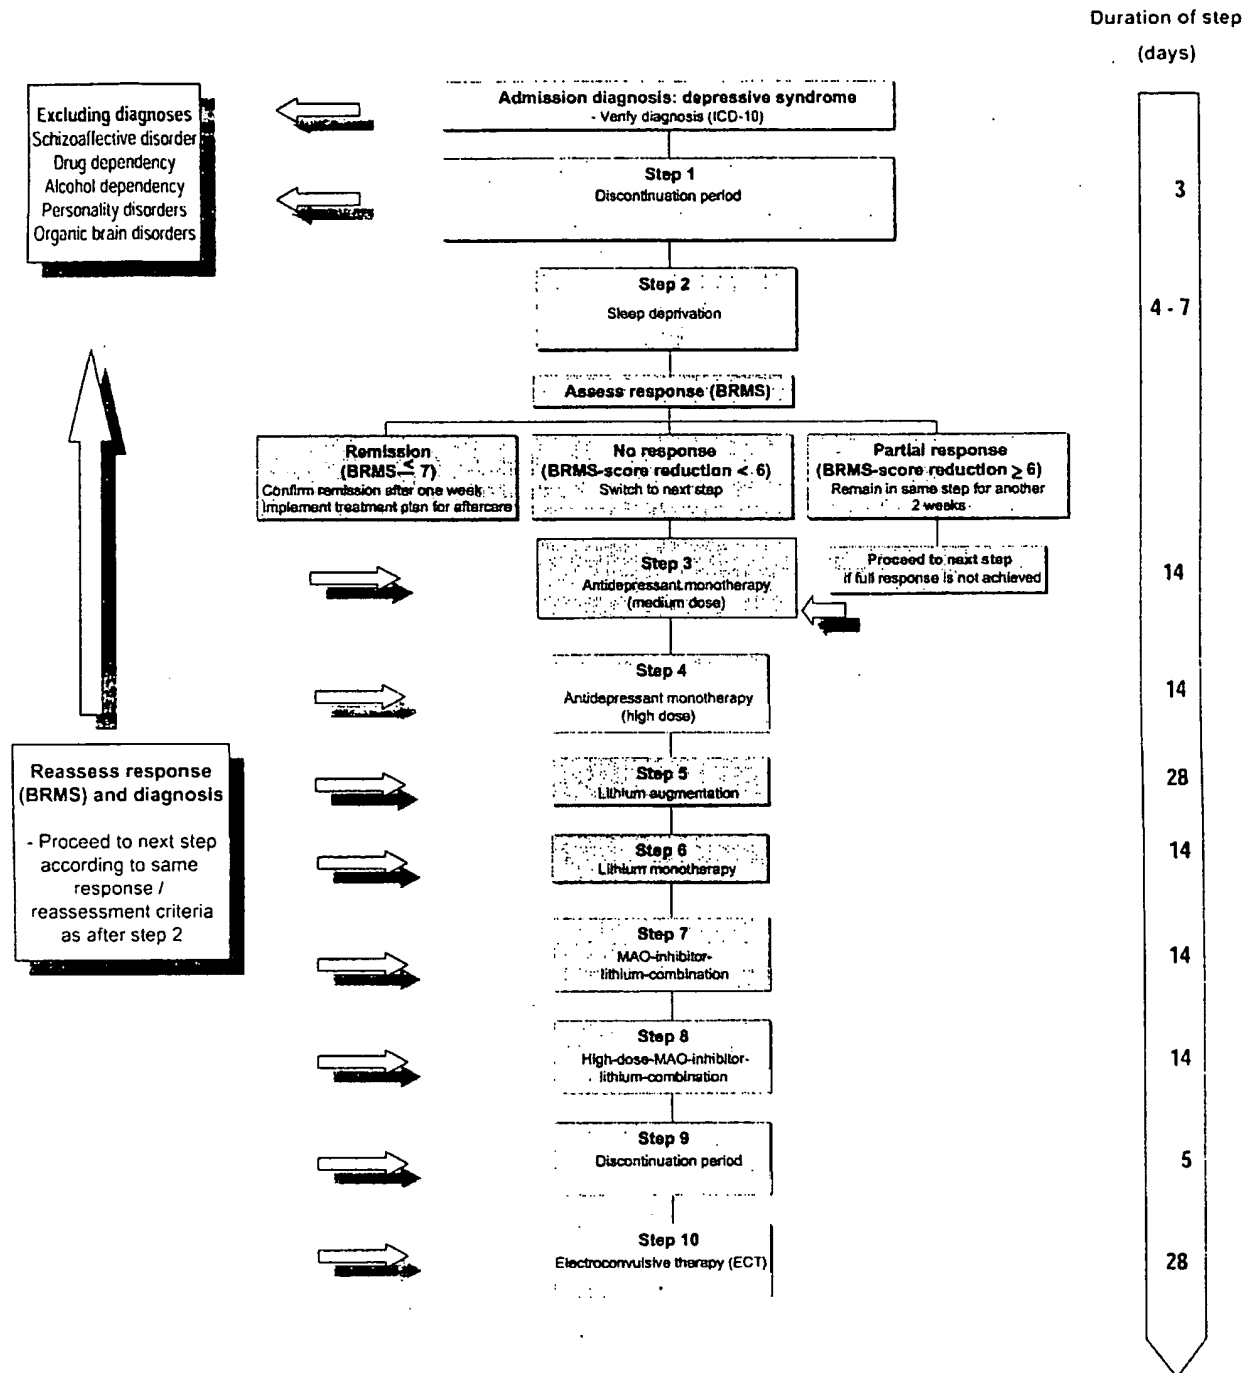 Duration of step
(days)
Excluding diagnoses
Schizoaffective disorder
Drug dependency
Alcohol dependency
Personality disorders
Organic brain disorders
Admission diagnosis: depressive syndrome
- Verify diagnosis (ICD-10)
Step 1
Discontinuation period
3
Step 2
Sleep deprivation
4 - 7
Assess response (BRMS)
Remission
(BRMS ≤ 7)
Confirm remission after one week
Implement treatment plan for aftercare
No response
(BRMS-score reduction < 6)
Switch to next step
Partial response
(BRMS-score reduction ≥ 6)
Remain in same step for another
2 weeks
Proceed to next step
if full response is not achieved
Step 3
Antidepressant monotherapy
(medium dose)
14
Step 4
Antidepressant monotherapy
(high dose)
14
Reassess response
(BRMS) and diagnosis
- Proceed to next step
according to same
response /
reassessment criteria
as after step 2
Step 5
Lithium augmentation
28
Step 6
Lithium monotherapy
14
Step 7
MAO-inhibitor-
lithium-combination
14
Step 8
High-dose-MAO-inhibitor-
lithium-combination
14
Step 9
Discontinuation period
5
Step 10
Electroconvulsive therapy (ECT)
28